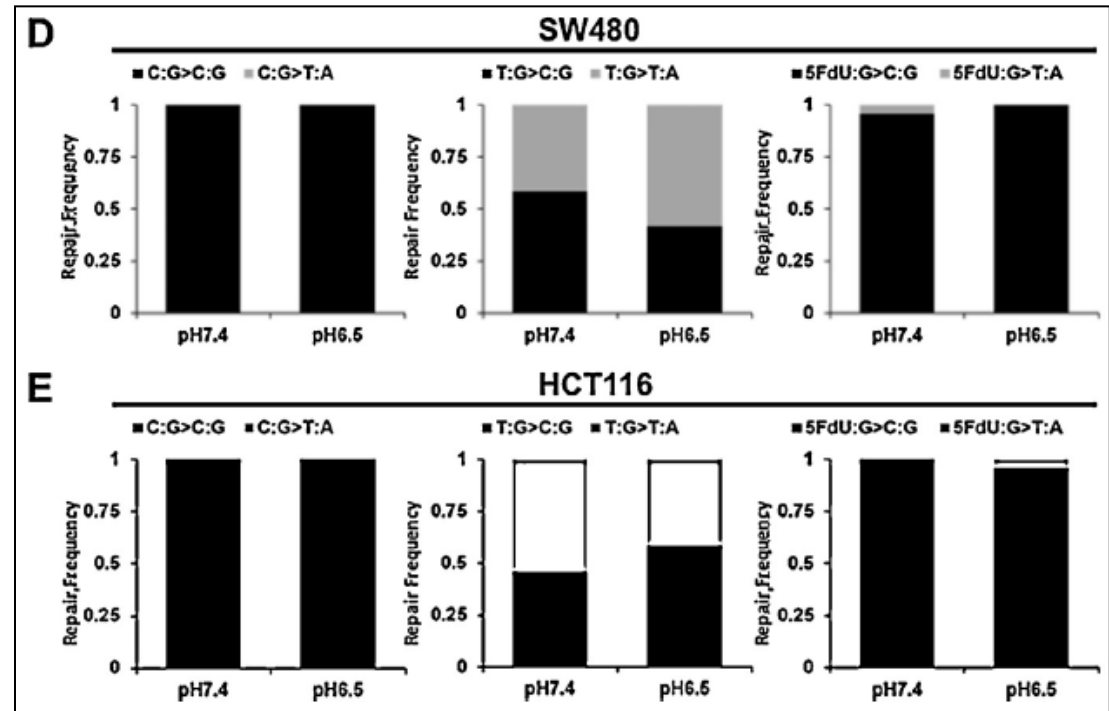 D
SW480
C:G>C:G C:G>T:A
T:G>C:G T:G>T:A
5FdU:G>C:G 5FdU:G>T:A
Repair Frequency
1
0.75
0.5
0.25
0
pH7.4 pH6.5
Repair Frequency
1
0.75
0.5
0.25
0
pH7.4 pH6.5
Repair Frequency
1
0.75
0.5
0.25
0
pH7.4 pH6.5
E
HCT116
C:G>C:G C:G>T:A
T:G>C:G T:G>T:A
5FdU:G>C:G 5FdU:G>T:A
Repair Frequency
1
0.75
0.5
0.25
0
pH7.4 pH6.5
Repair Frequency
1
0.75
0.5
0.25
0
pH7.4 pH6.5
Repair Frequency
1
0.75
0.5
0.25
0
pH7.4 pH6.5